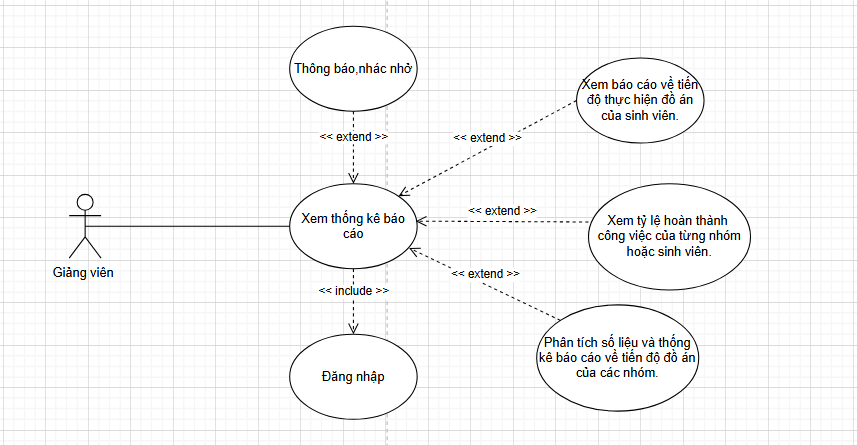 Thông báo,nhác nhở
<< extend >>
Xem báo cáo về tiến
độ thực hiện đồ án
của sinh viên.
<< extend >>
Xem thống kê báo
cáo
<< extend >>
Xem tỷ lệ hoàn thành
công việc của từng nhóm
hoặc sinh viên.
Giảng viên
<< extend >>
<< include >>
Phân tích số liệu và thống
kê báo cáo về tiến độ đồ án
của các nhóm.
Đăng nhập